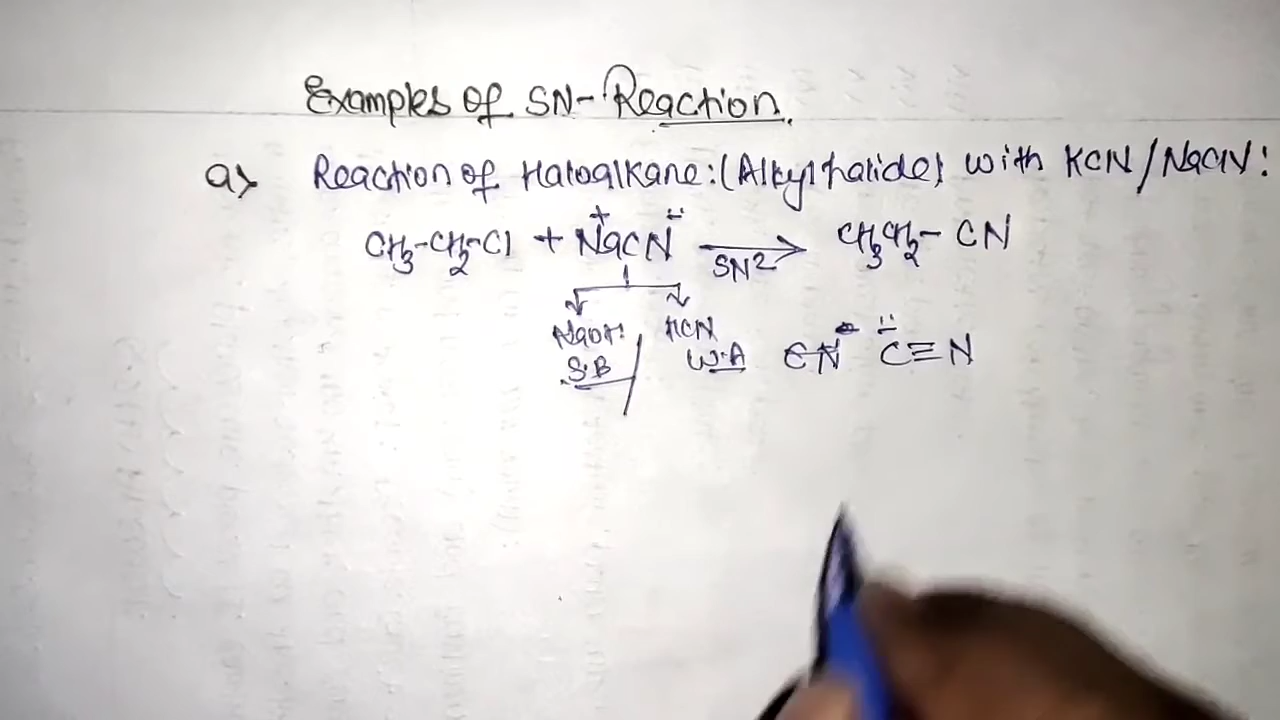 Examples of SN-Reaction.
a) Reaction of Haloalkane:(Alkyl halide) with KCN/NaCN:
CH₃-CH₂-Cl + NaCN → CH₃CH₂-CN
+ -
SN²
NaOH HCN
S.B W.A CN C≡N